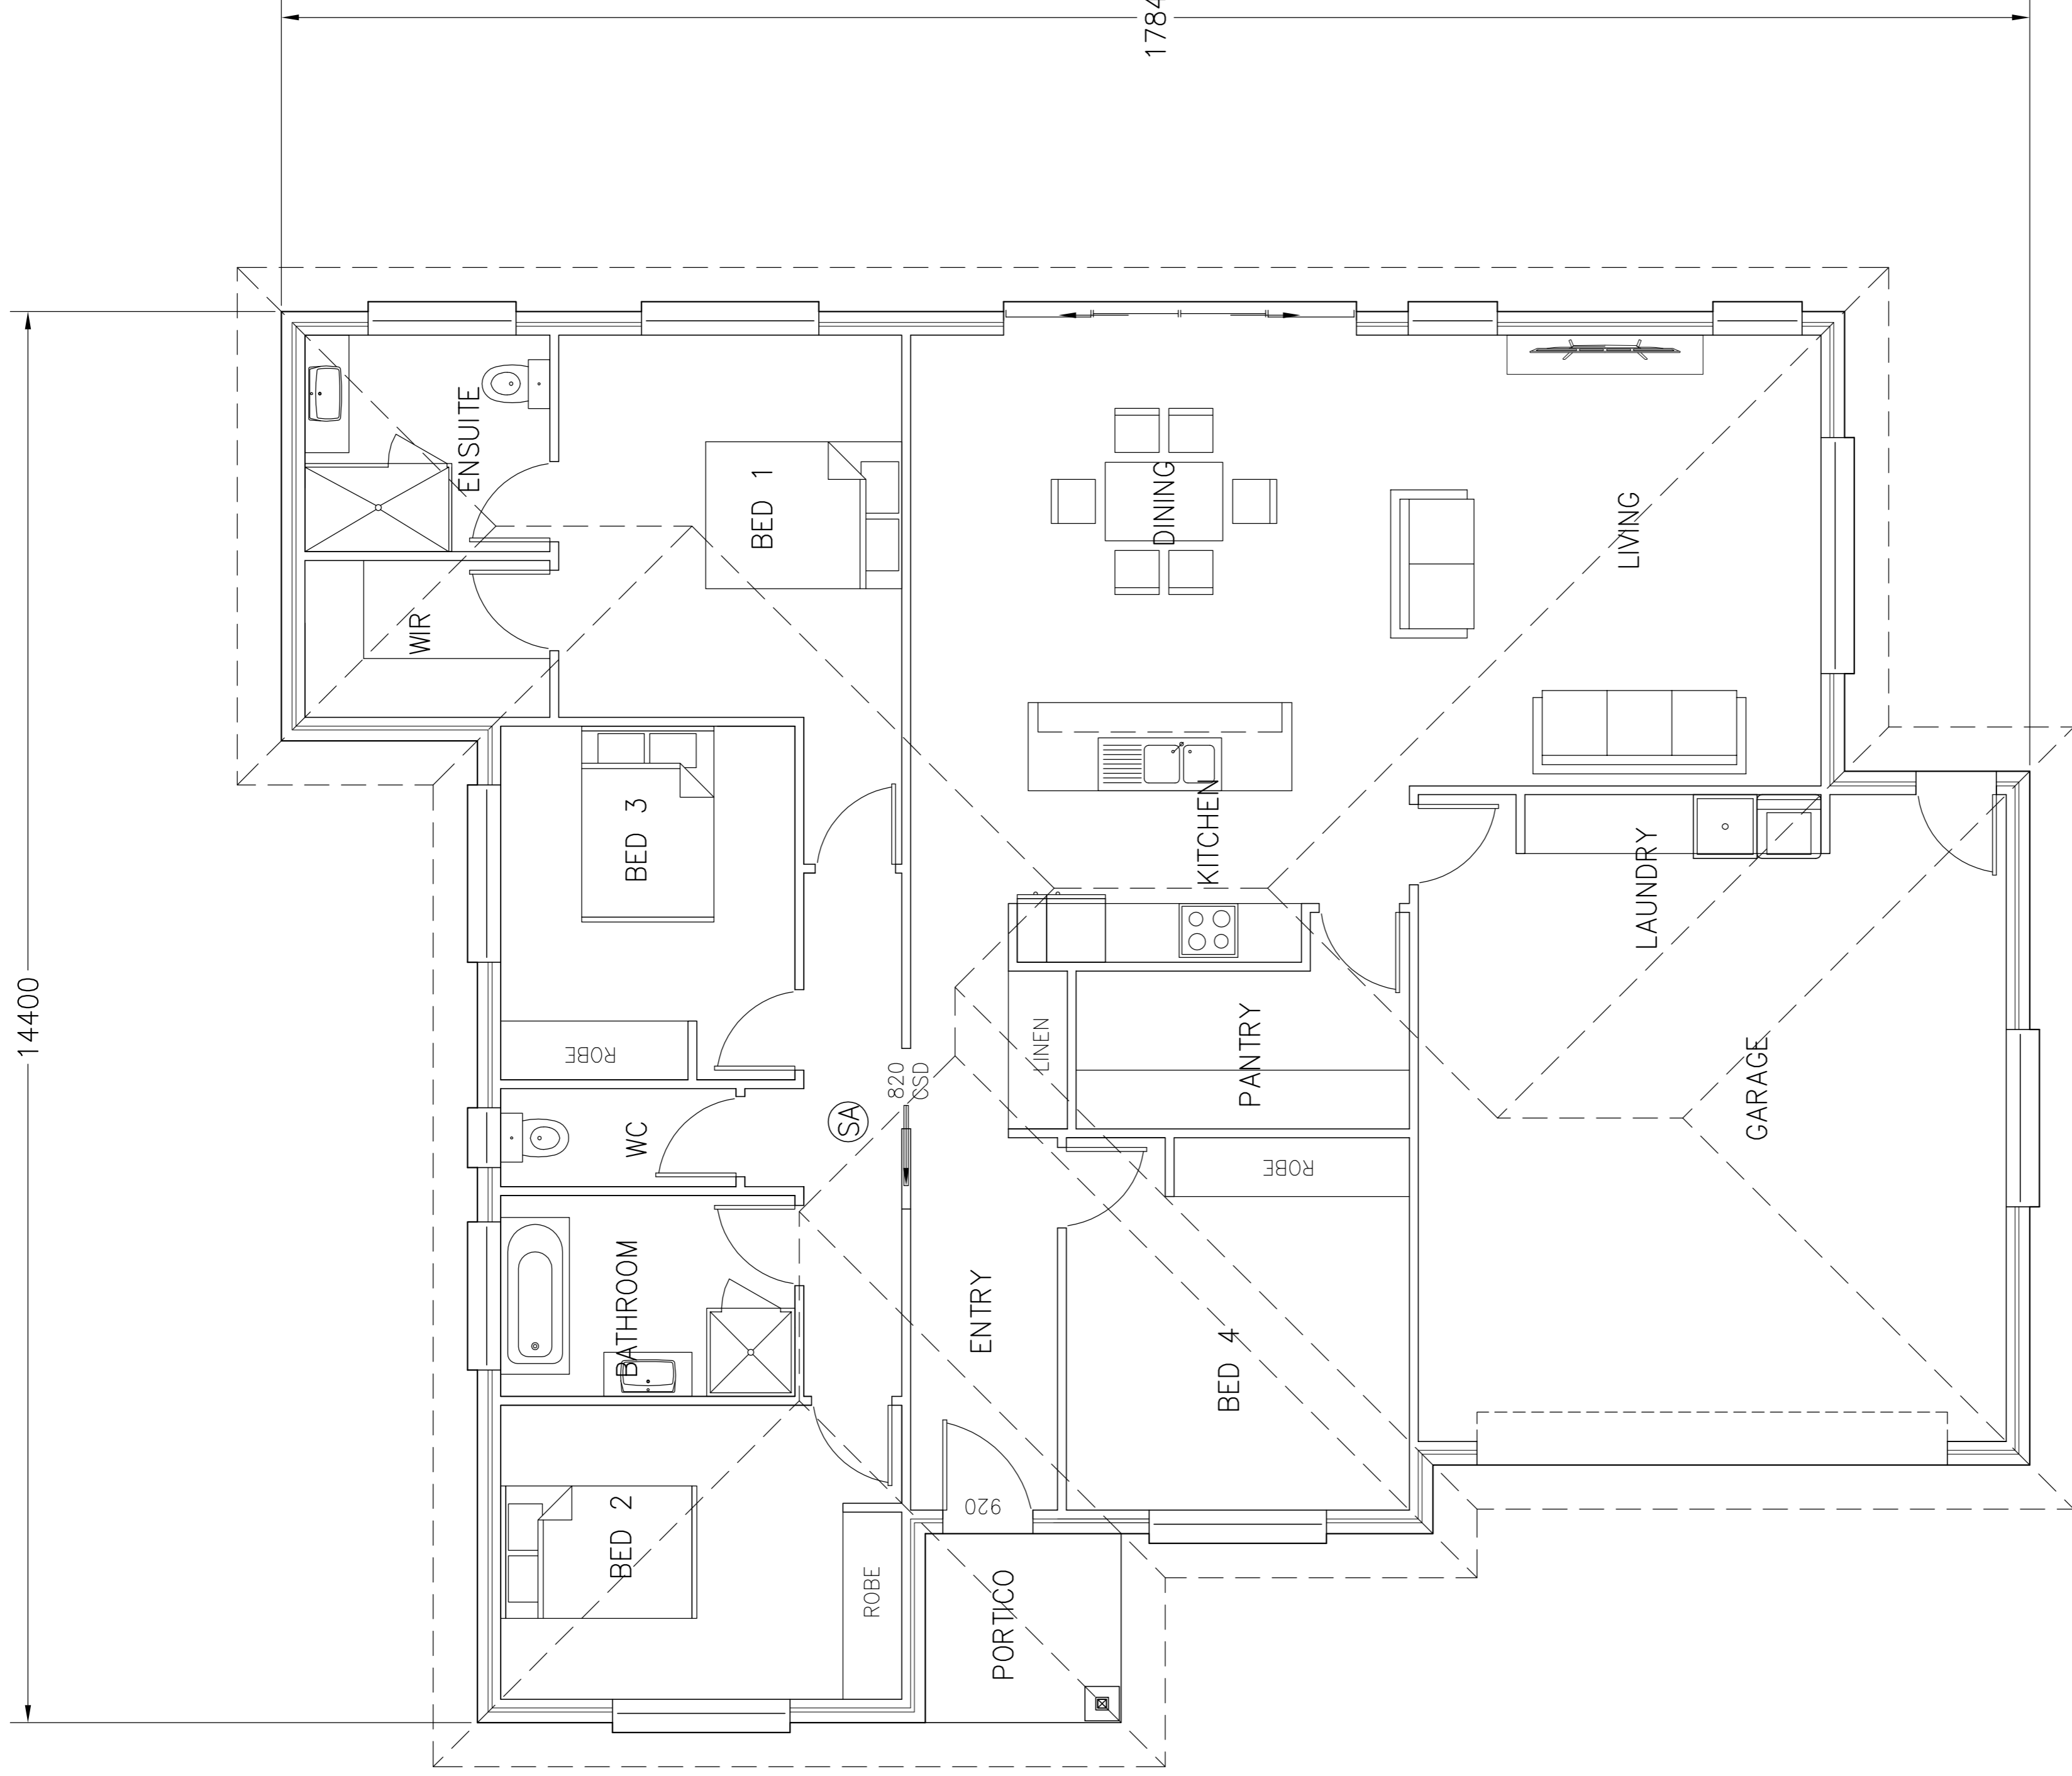 1784
14400
ENSUITE
BED 1
WIR
DINING
LIVING
BED 3
KITCHEN
LAUNDRY
ROBE
LINEN
PANTRY
GARAGE
WC
SA
820
CSD
ROBE
BATHROOM
ENTRY
BED 4
BED 2
920
ROBE
PORTICO